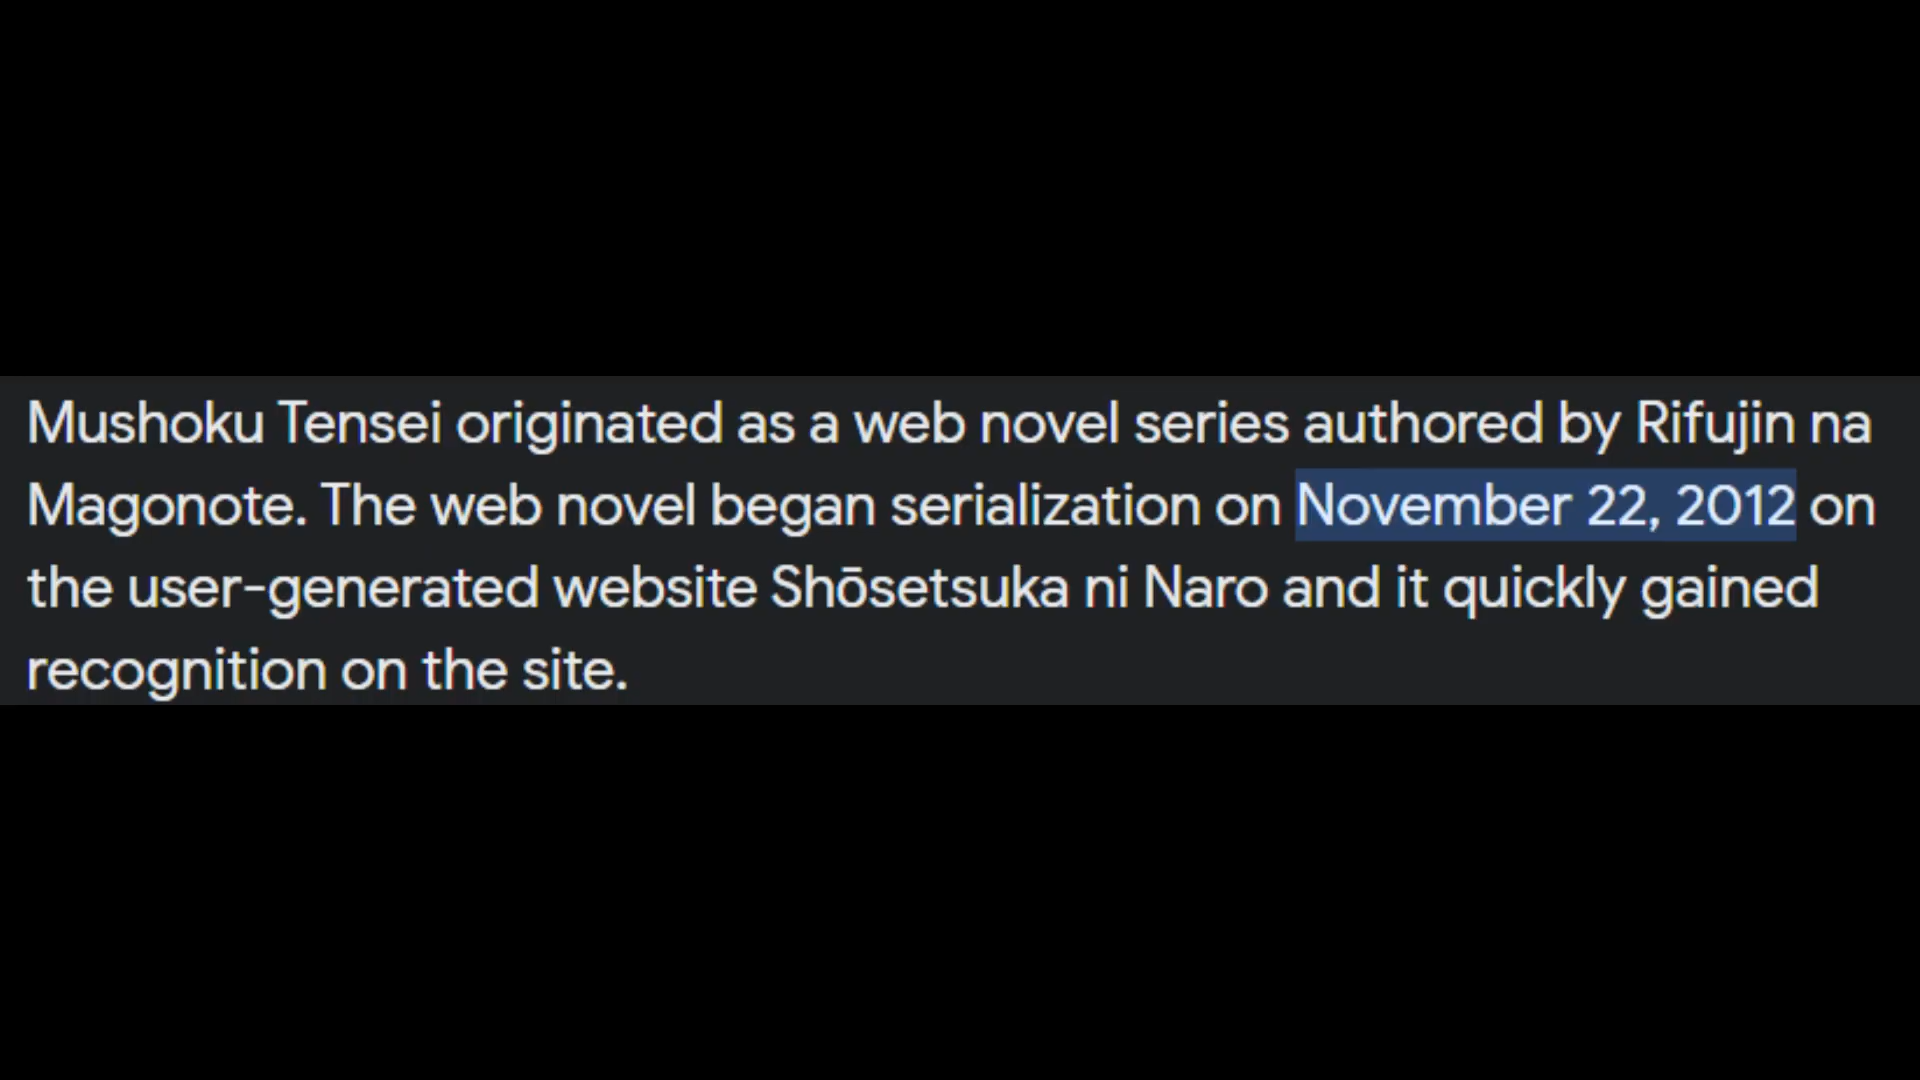 Mushoku Tensei originated as a web novel series authored by Rifujin na
Magonote. The web novel began serialization on November 22, 2012 on
the user-generated website Shōsetsuka ni Naro and it quickly gained
recognition on the site.